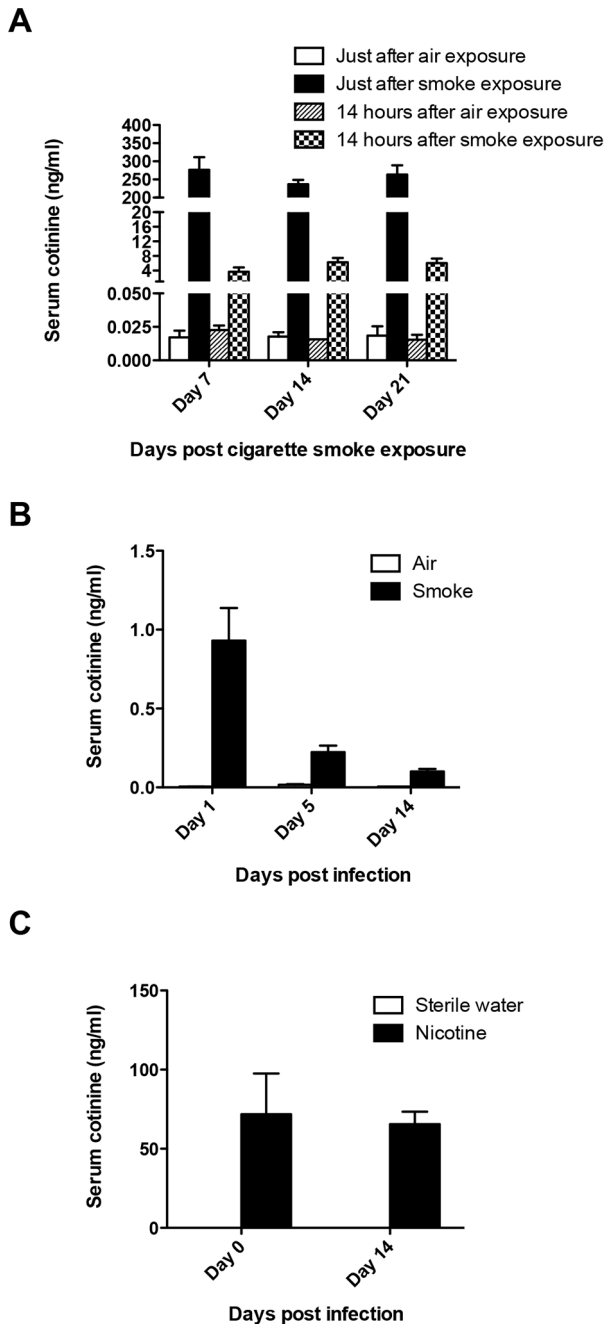 A
Just after air exposure
Just after smoke exposure
14 hours after air exposure
14 hours after smoke exposure
Serum cotinine (ng/ml)
400
350
300
250
200
20
16
12
8
4
0.050
0.025
0.000
Day 7
Day 14
Day 21
Days post cigarette smoke exposure
B
Air
Smoke
Serum cotinine (ng/ml)
1.5
1.0
0.5
0.0
Day 1
Day 5
Day 14
Days post infection
C
Sterile water
Nicotine
Serum cotinine (ng/ml)
150
100
50
0
Day 0
Day 14
Days post infection